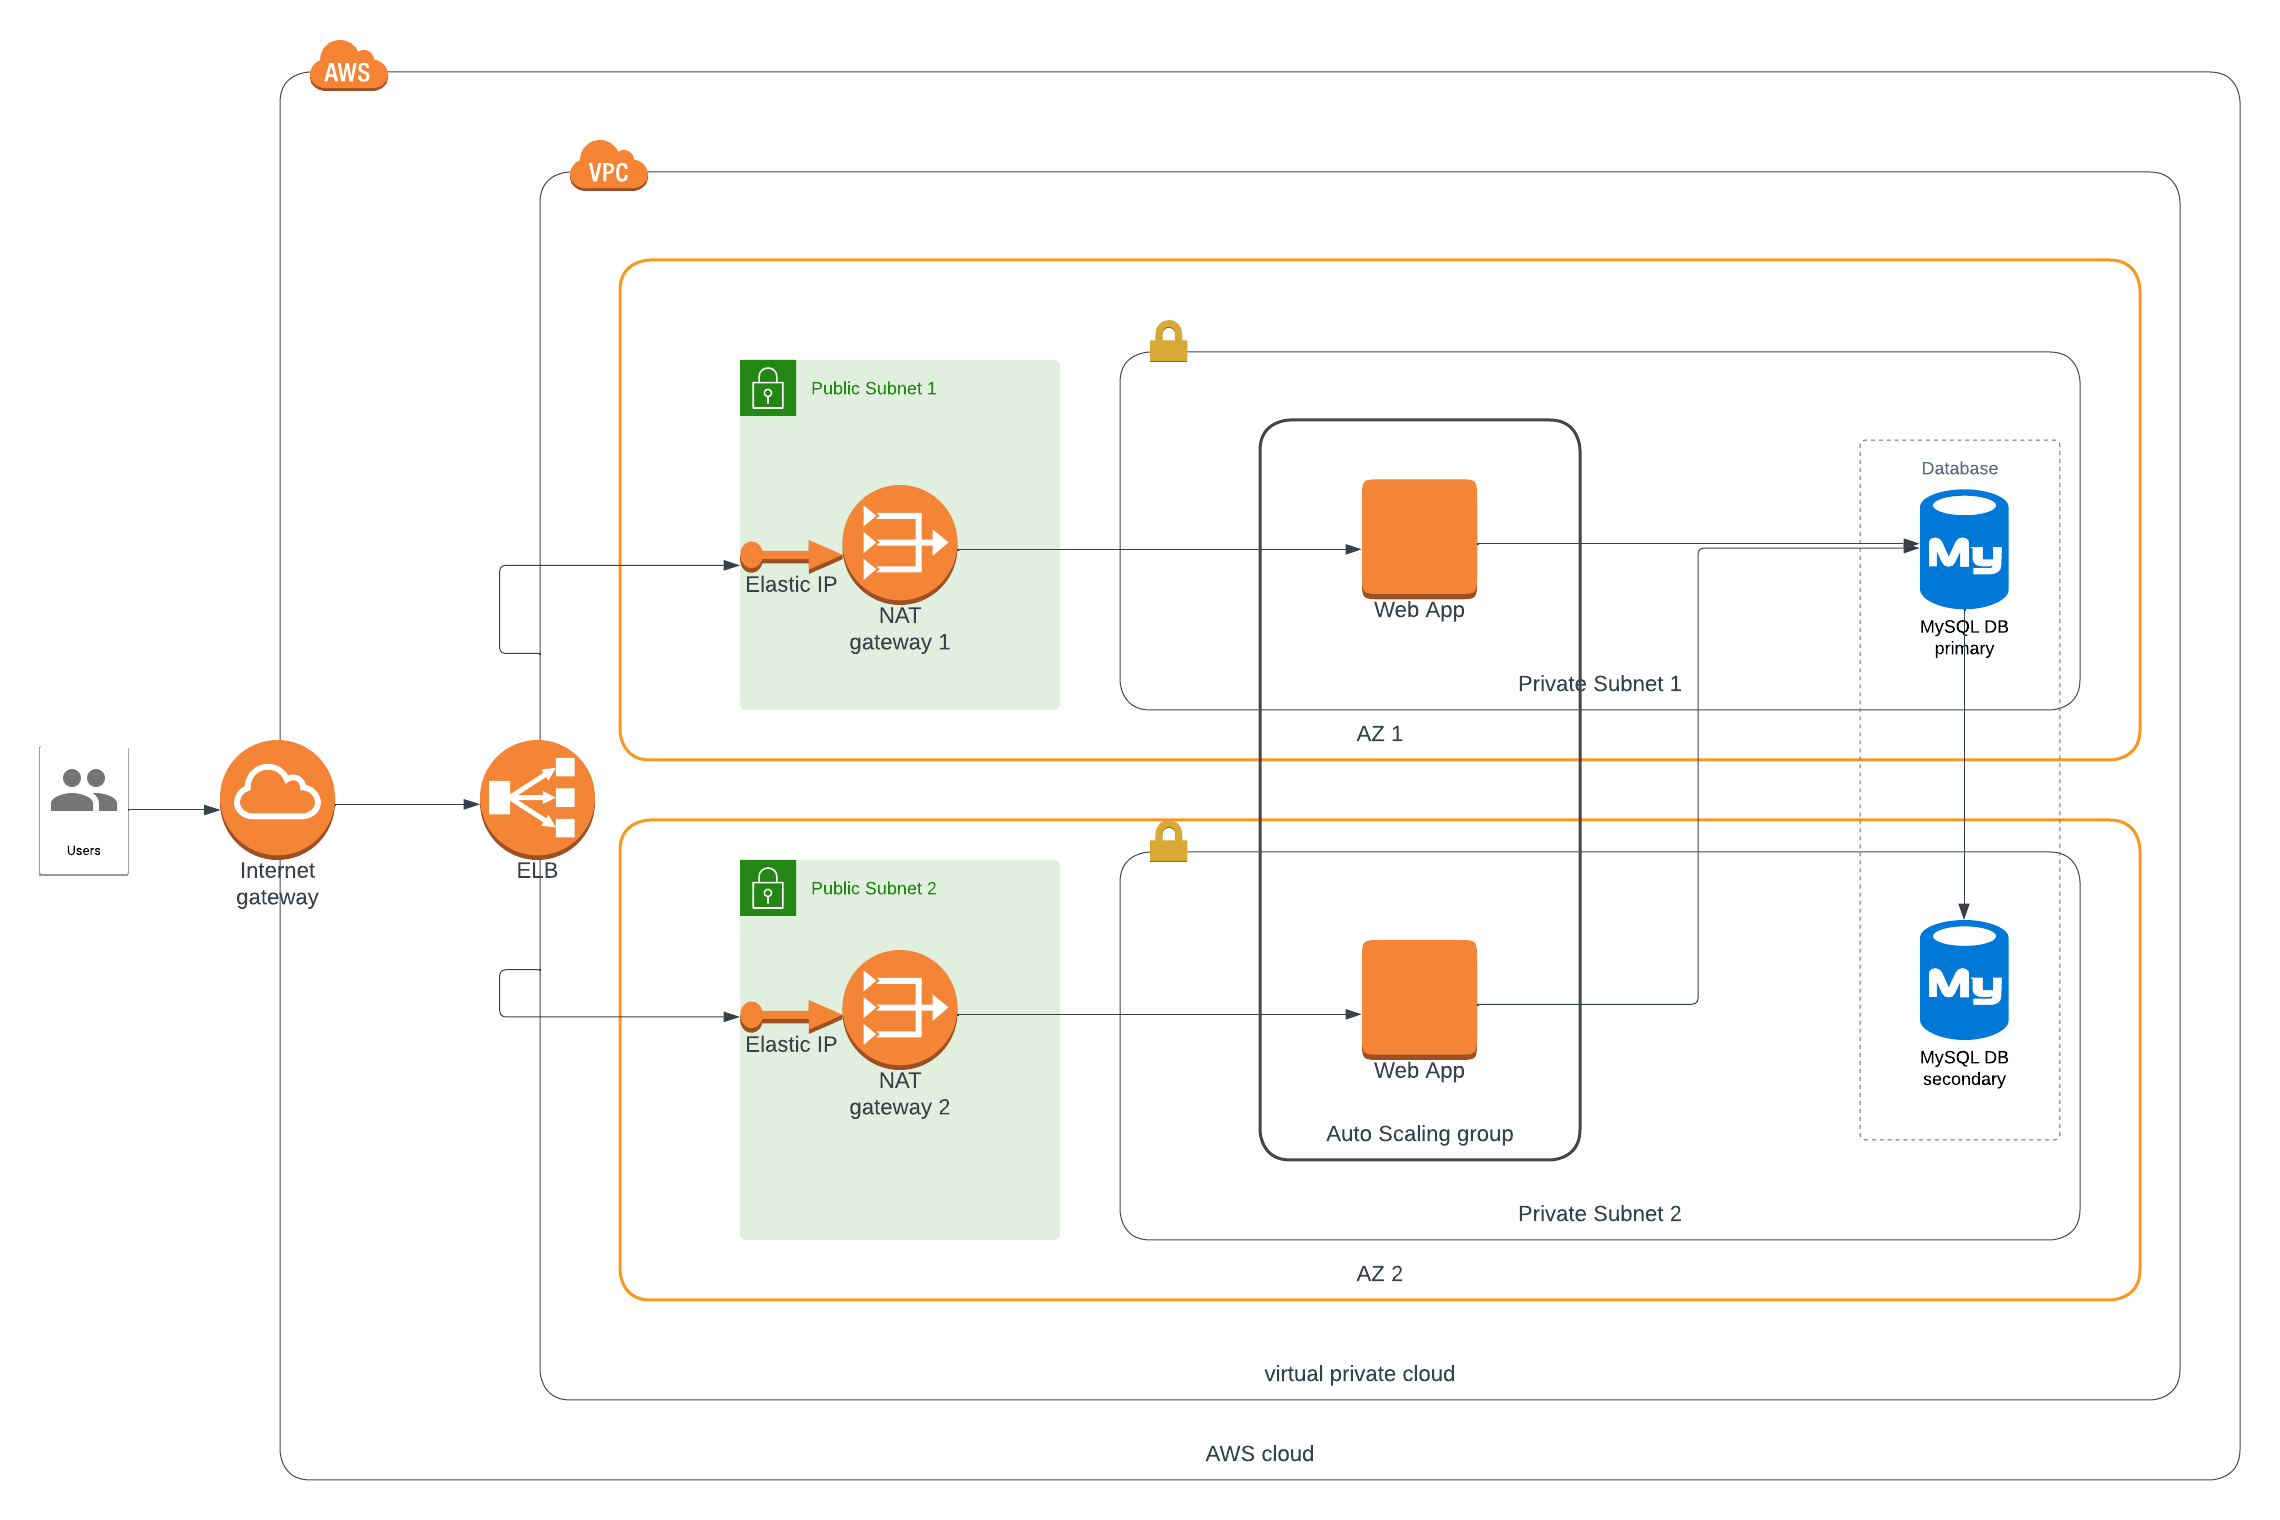 AWS
VPC
Public Subnet 1
Database
Elastic IP
NAT
gateway 1
Web App
My
MySQL DB
primary
Private Subnet 1
AZ 1
Users
Internet
gateway
ELB
Public Subnet 2
Elastic IP
NAT
gateway 2
Web App
My
MySQL DB
secondary
Auto Scaling group
Private Subnet 2
AZ 2
virtual private cloud
AWS cloud